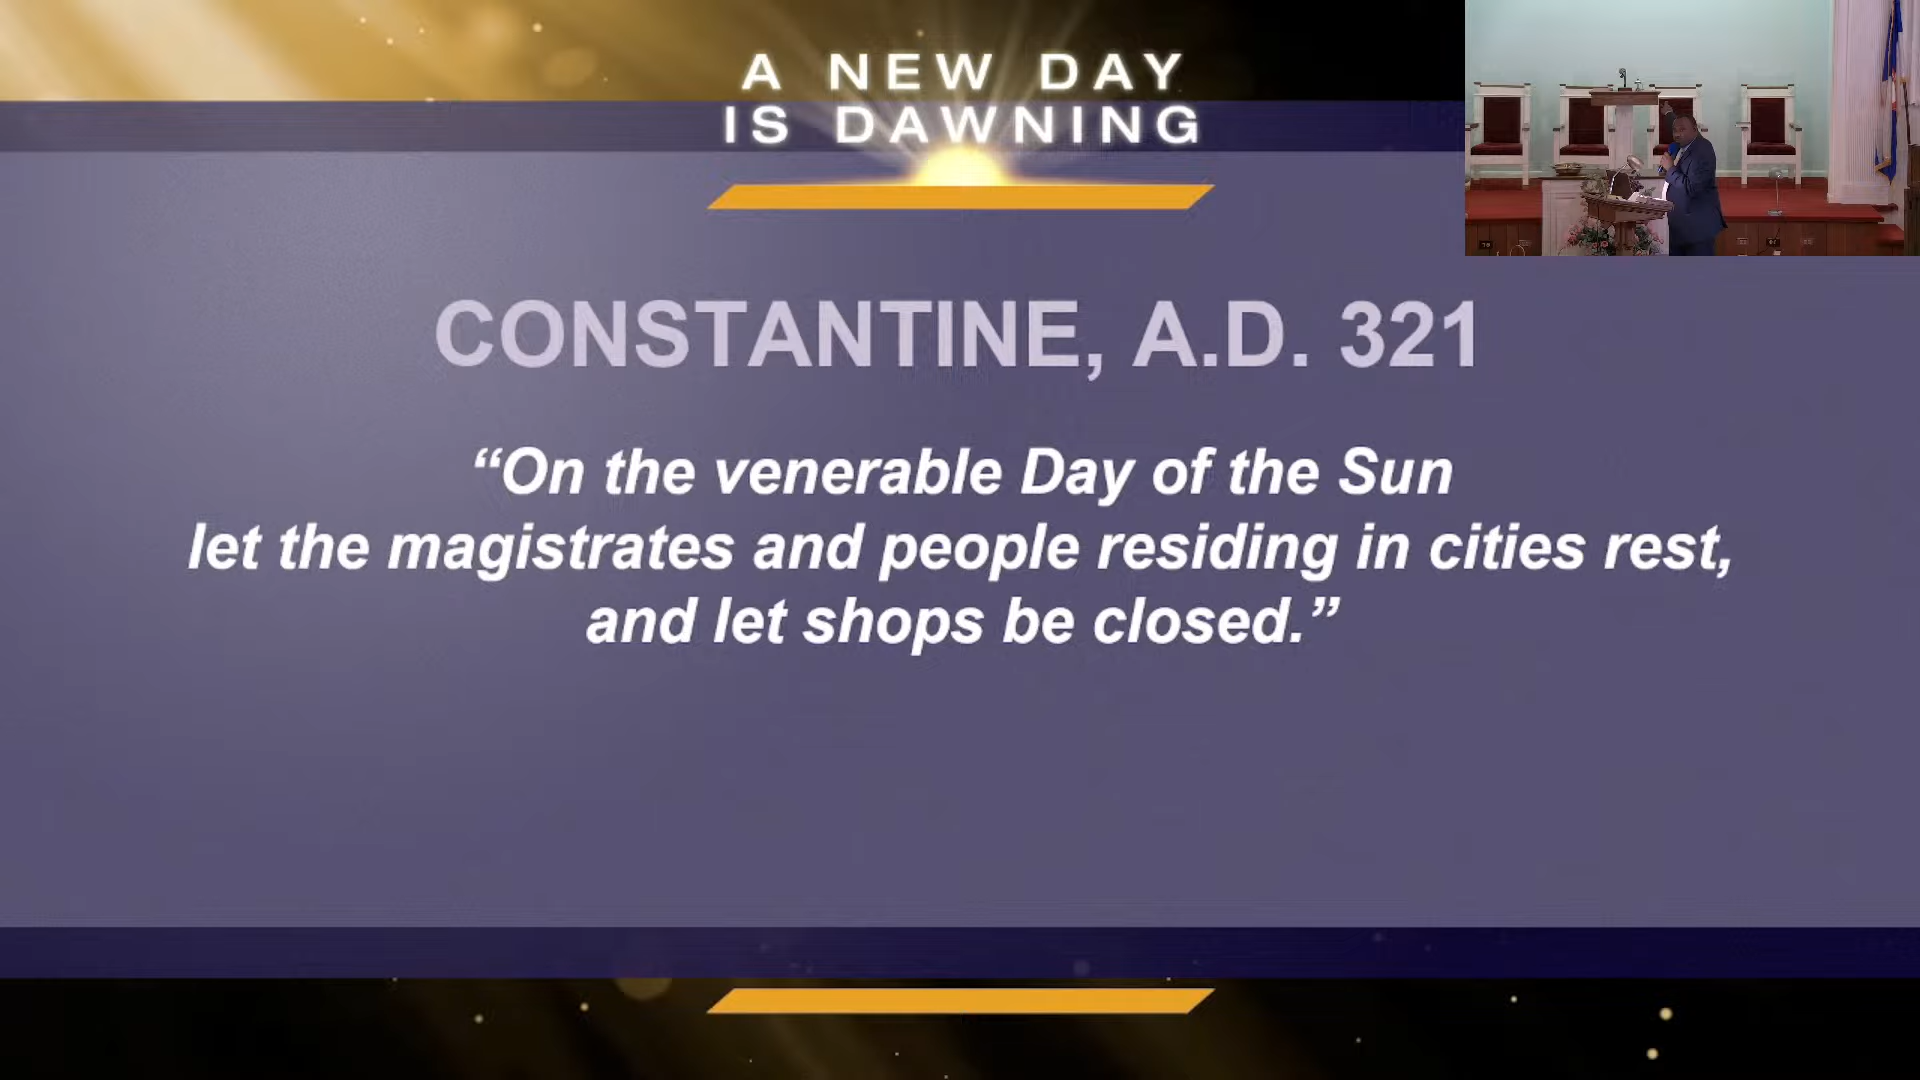 A NEW DAY
IS DAWNING
CONSTANTINE, A.D. 321
“On the venerable Day of the Sun
let the magistrates and people residing in cities rest,
and let shops be closed.”